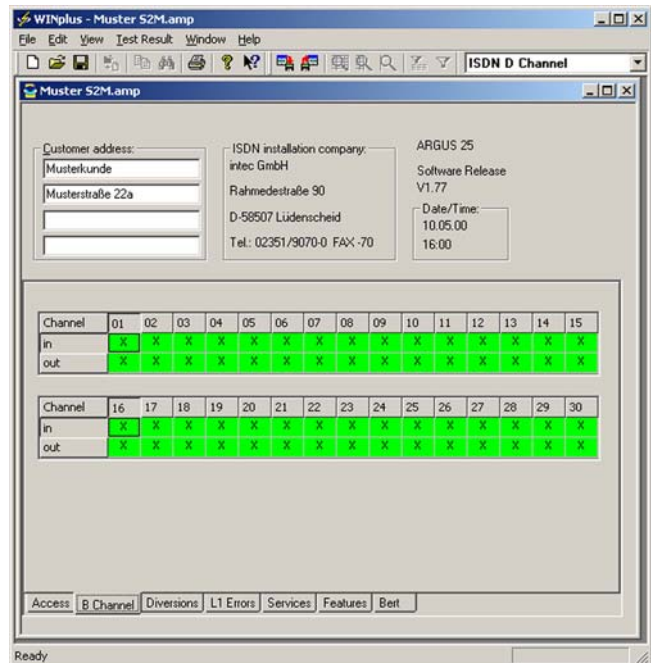 WINplus - Muster S2M.amp
File Edit View Test Result Window Help
ISDN D Channel
Muster S2M.amp
Customer address:
Musterkunde
Musterstraße 22a
ISDN installation company:
intec GmbH
Rahmedestraße 90
D-58507 Lüdenscheid
Tel.: 02351/9070-0 FAX -70
ARGUS 25
Software Release
V1.77
Date/Time:
10.05.00
16:00
Channel 01 02 03 04 05 06 07 08 09 10 11 12 13 14 15
in X X X X X X X X X X X X X X X
out X X X X X X X X X X X X X X X
Channel 16 17 18 19 20 21 22 23 24 25 26 27 28 29 30
in X X X X X X X X X X X X X X X
out X X X X X X X X X X X X X X X
Access B Channel Diversions L1 Errors Services Features Bert
Ready